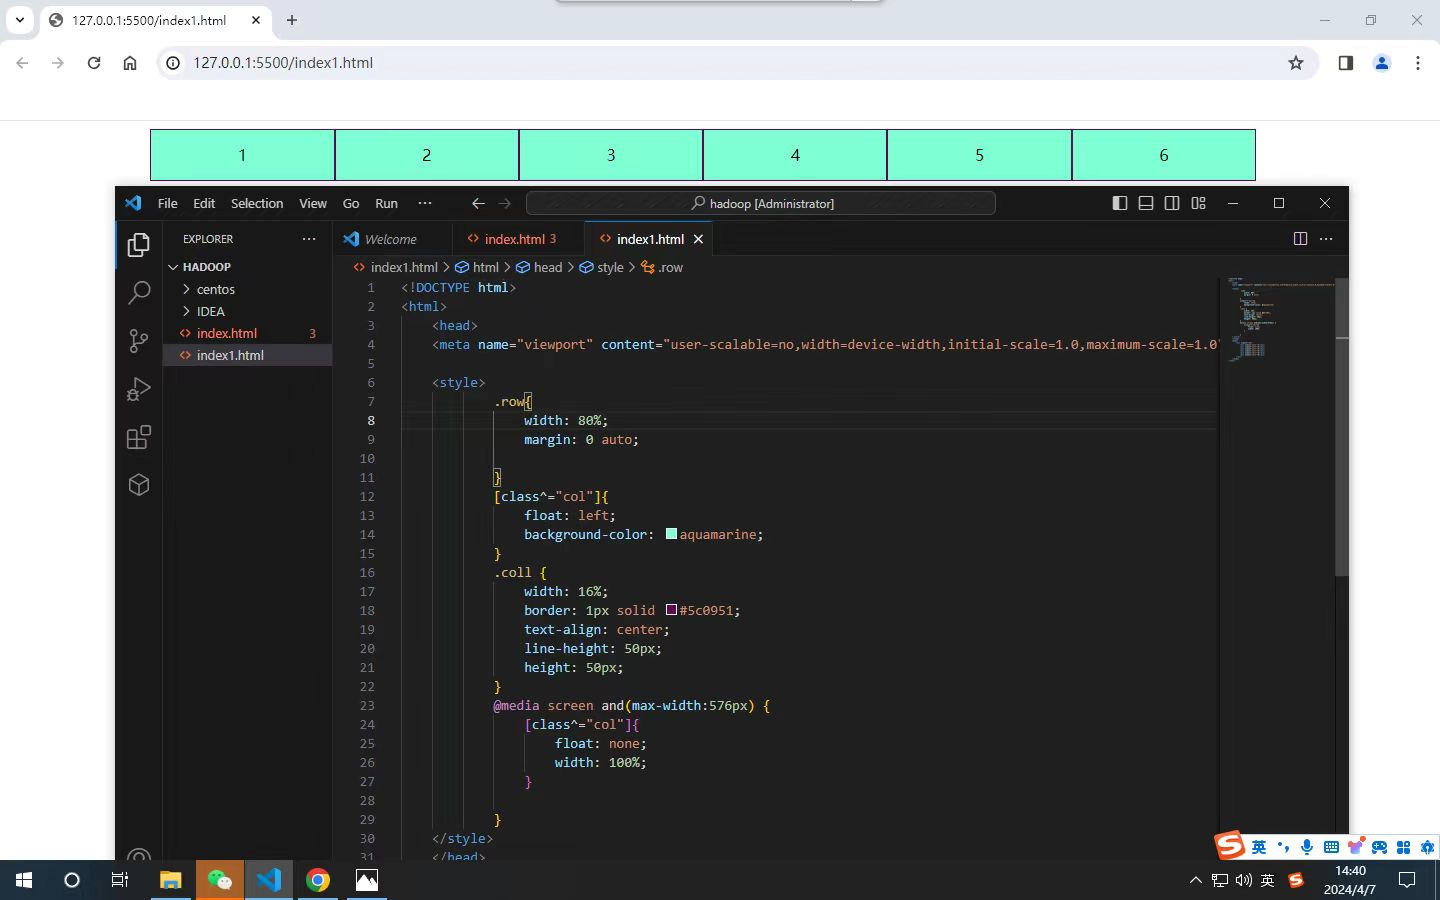 127.0.0.1:5500/index1.html
127.0.0.1:5500/index1.html
1 2 3 4 5 6
File Edit Selection View Go Run ··· hadoop [Administrator]
EXPLORER ···
HADOOP
centos
IDEA
index.html 3
index1.html
Welcome index.html 3 index1.html
index1.html > html > head > style > .row
1 <!DOCTYPE html>
2 <html>
3 <head>
4 <meta name="viewport" content="user-scalable=no,width=device-width,initial-scale=1.0,maximum-scale=1.0
5
6 <style>
7 .row{
8 width: 80%;
9 margin: 0 auto;
10
11 }
12 [class^="col"]{
13 float: left;
14 background-color: aquamarine;
15 }
16 .coll {
17 width: 16%;
18 border: 1px solid #5c0951;
19 text-align: center;
20 line-height: 50px;
21 height: 50px;
22 }
23 @media screen and(max-width:576px) {
24 [class^="col"]{
25 float: none;
26 width: 100%;
27 }
28
29 }
30 </style>
31 </head>
S 英
英 S 14:40
2024/4/7